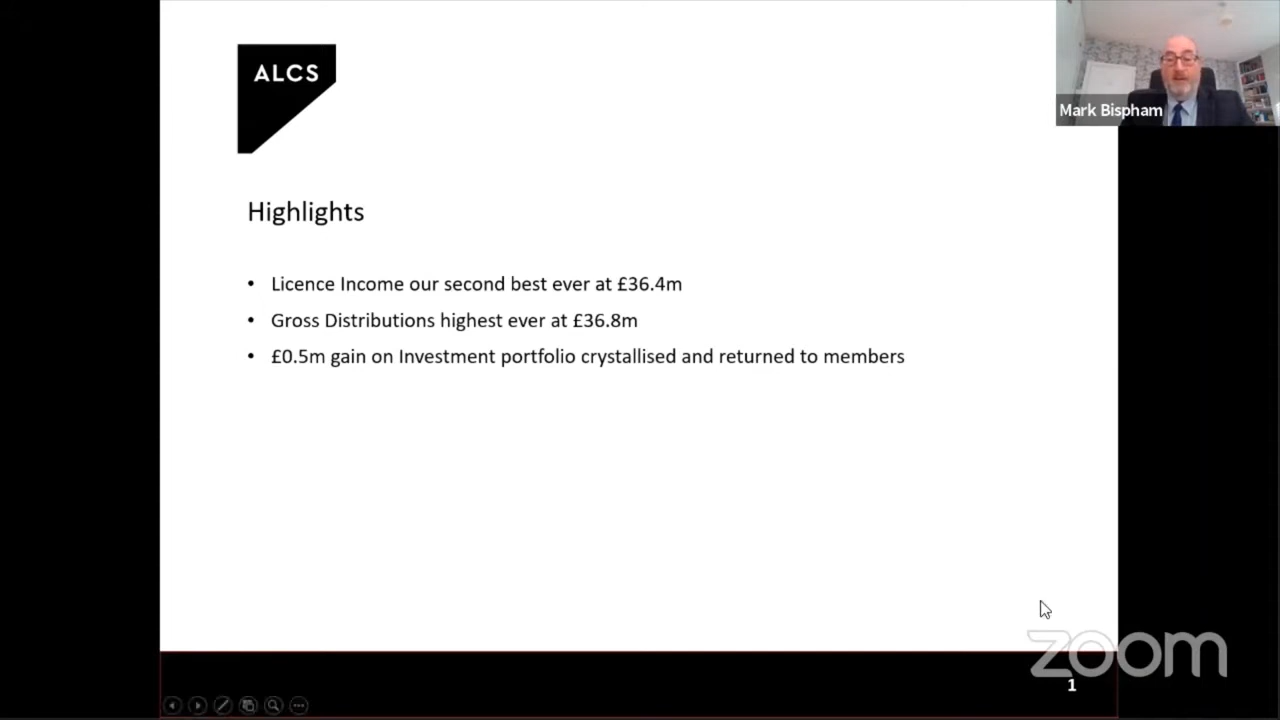 ALCS
Mark Bispham
Highlights
• Licence Income our second best ever at £36.4m
• Gross Distributions highest ever at £36.8m
• £0.5m gain on Investment portfolio crystallised and returned to members
zoom
1